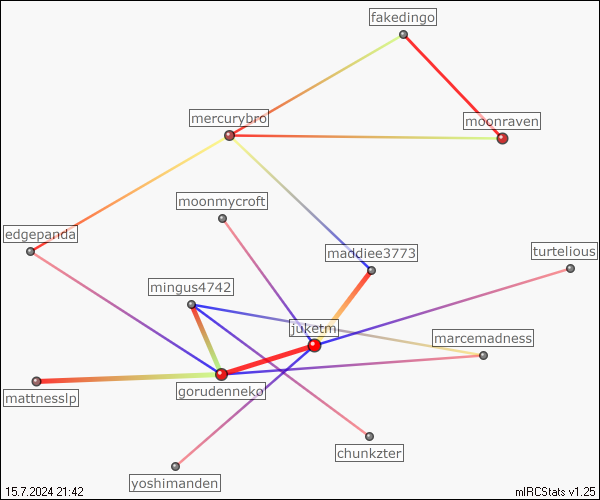 fakedingo
mercurybro
moonraven
moonmycroft
edgepanda
maddiee3773
turtelious
mingus4742
juketm
marcemadness
gorudenneko
mattnesslp
chunkzter
yoshimanden
15.7.2024 21:42
mIRCStats v1.25